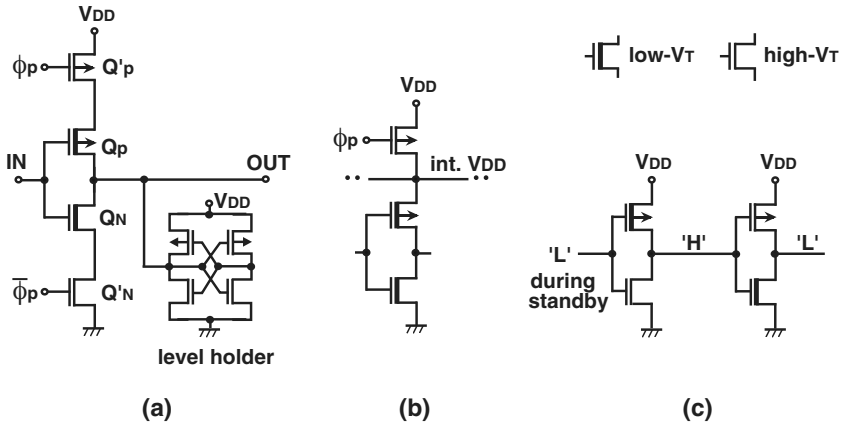 VDD
ϕp
Q'p
IN
Qp
OUT
QN
VDD
ϕ̅p
Q'N
level holder
(a)
VDD
ϕp
int. VDD
(b)
low-VT
high-VT
VDD
VDD
'L'
'H'
'L'
during
standby
(c)